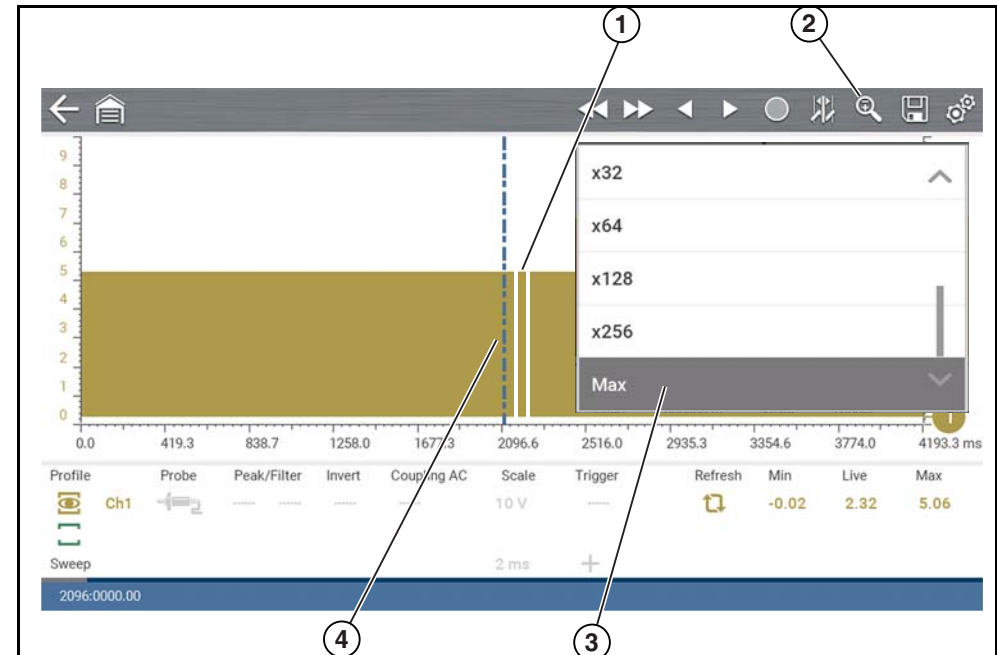 1 2
9
x32
8
7
x64
6
5
x128
4
3
x256
2
1
Max
0
1
0.0 419.3 838.7 1258.0 1677.3 2096.6 2516.0 2935.3 3354.6 3774.0 4193.3 ms
Profile Probe Peak/Filter Invert Coupling AC Scale Trigger Refresh Min Live Max
Ch1 ----- ----- ----- ----- 10 V ----- -0.02 2.32 5.06
Sweep 2 ms +
2096:0000.00
4 3